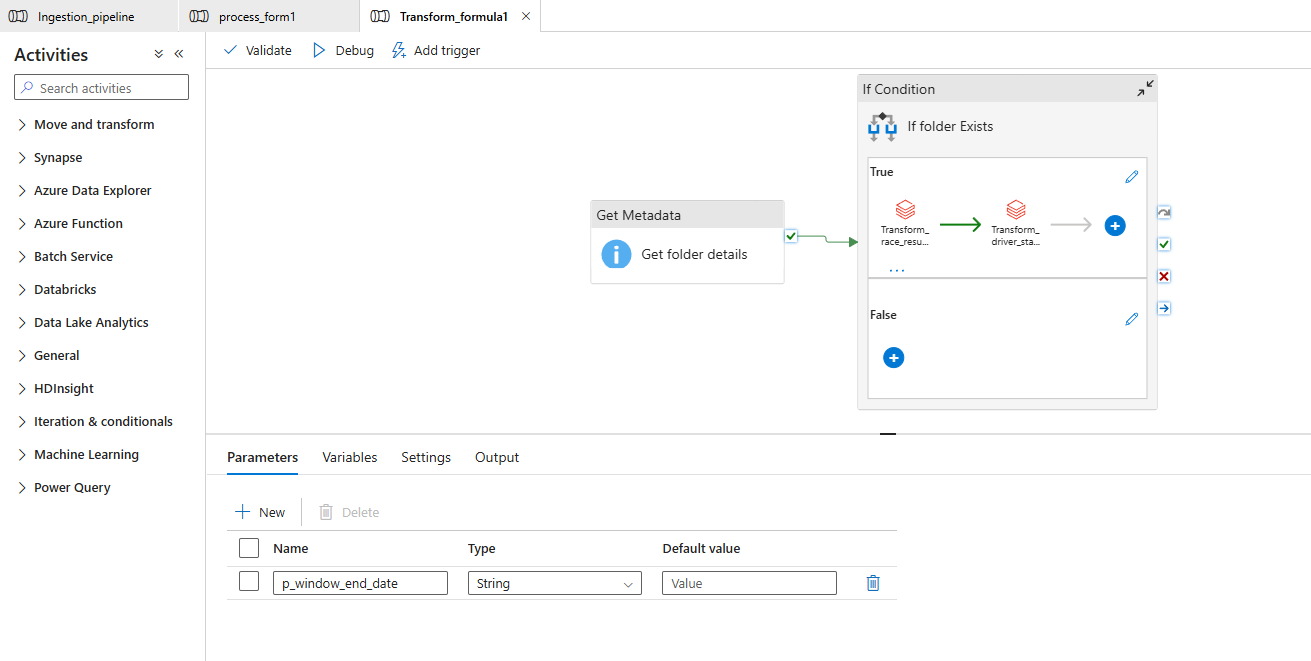 Ingestion_pipeline process_form1 Transform_formula1
Activities
Validate Debug Add trigger
Search activities
Move and transform
Synapse
Azure Data Explorer
Azure Function
Batch Service
Databricks
Data Lake Analytics
General
HDInsight
Iteration & conditionals
Machine Learning
Power Query
Get Metadata
Get folder details
If Condition
If folder Exists
True
Transform_
race_resu...
Transform_
driver_sta...
...
False
Parameters Variables Settings Output
New Delete
Name Type Default value
p_window_end_date String Value